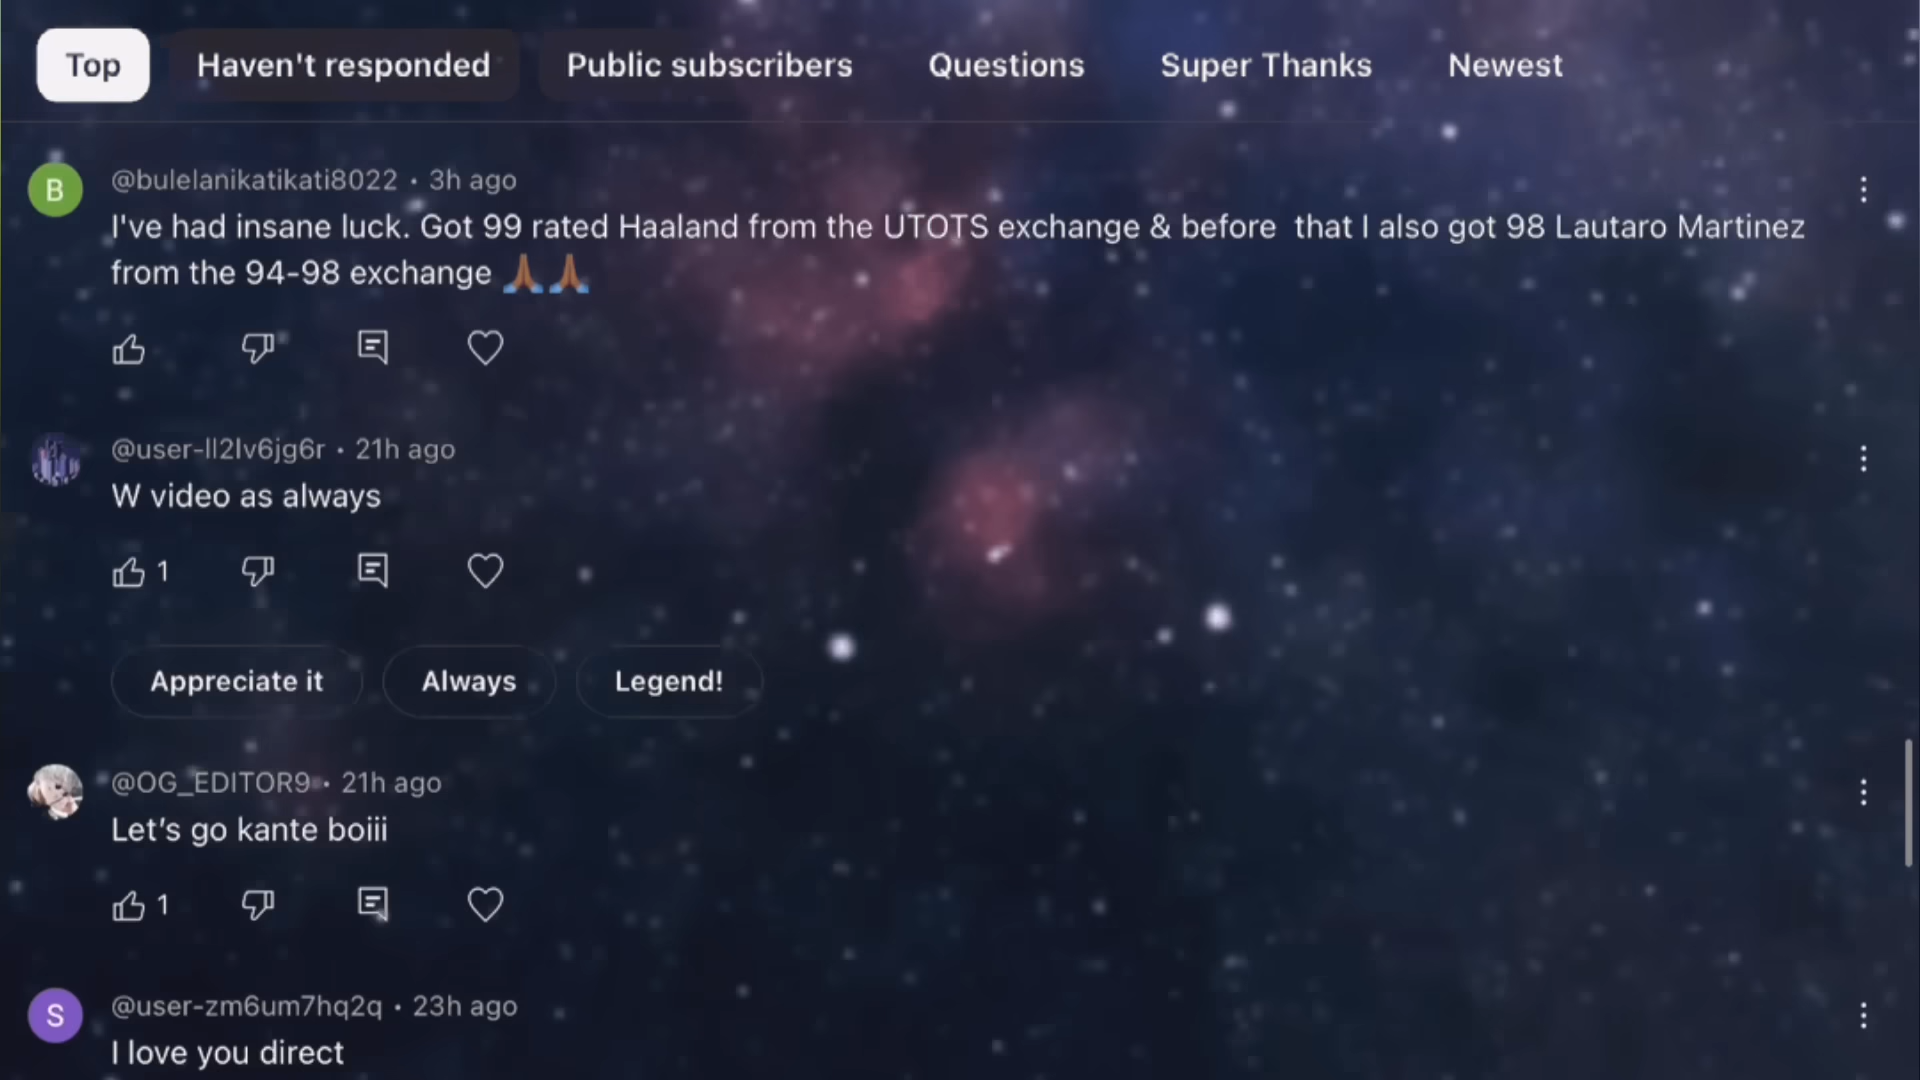 Top Haven't responded Public subscribers Questions Super Thanks Newest
B
@bulelanikatikati8022 • 3h ago
I've had insane luck. Got 99 rated Haaland from the UTOTS exchange & before that I also got 98 Lautaro Martinez
from the 94-98 exchange 🙏🏾🙏🏾
@user-ll2lv6jg6r • 21h ago
W video as always
1
Appreciate it Always Legend!
@OG_EDITOR9 • 21h ago
Let’s go kante boiii
1
S
@user-zm6um7hq2q • 23h ago
I love you direct